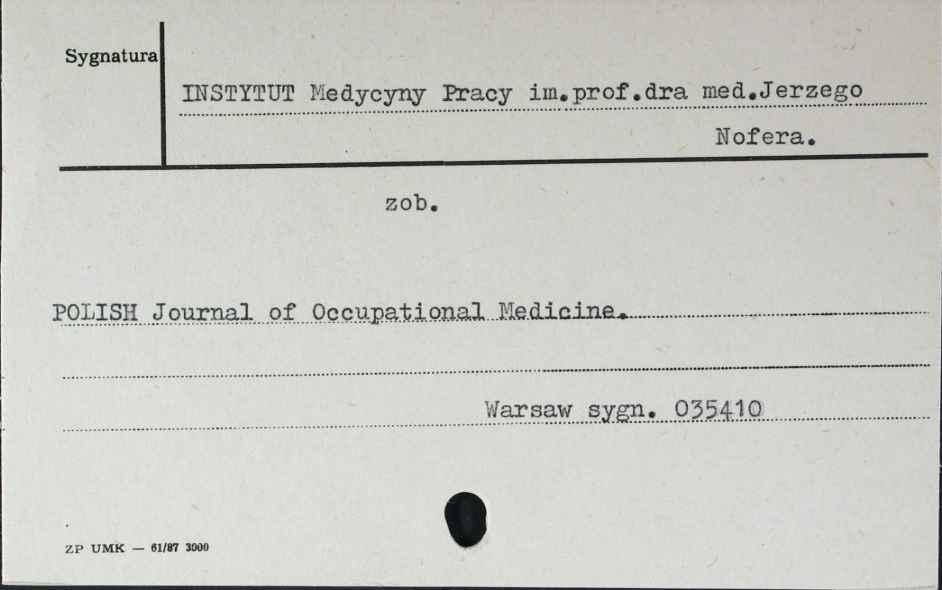 Sygnatura
INSTYTUT Medycyny Pracy im.prof.dra med.Jerzego
Nofera.
zob.
POLISH Journal of Occupational Medicine.
Warsaw sygn. 035410
ZP UMK — 61/87 3000